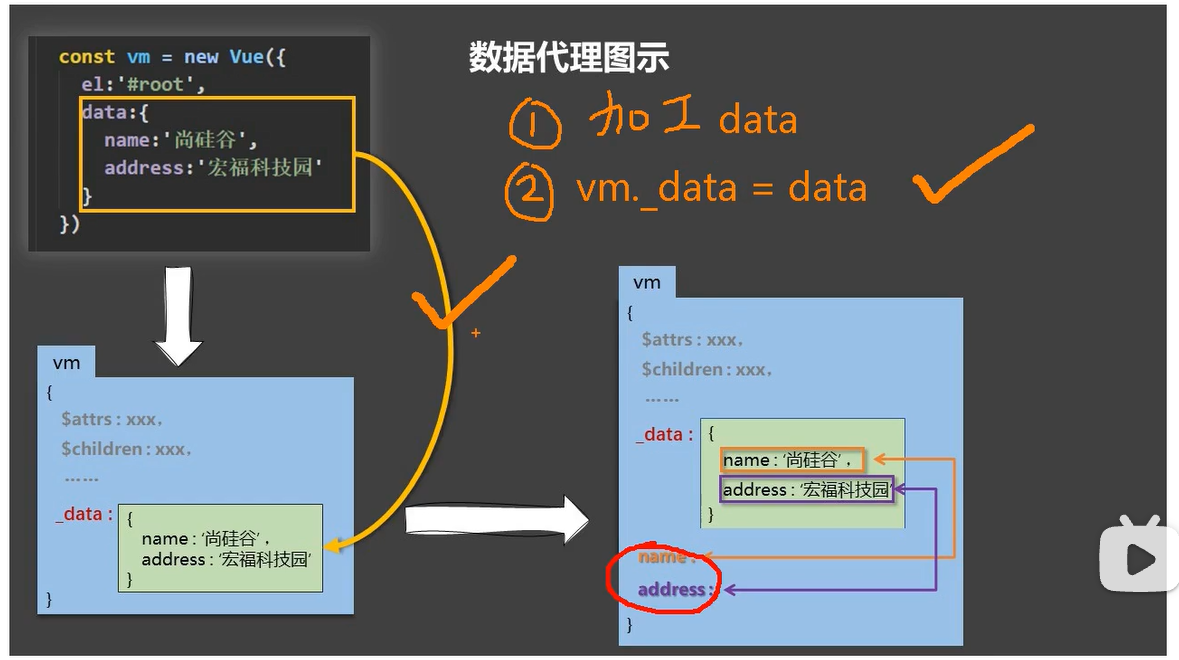 const vm = new Vue({
el:'#root',
data:{
name:'尚硅谷',
address:'宏福科技园'
}
})
数据代理图示
① 加工 data
② vm._data = data
vm
{
$attrs : xxx，
$children : xxx，
……
_data :
{
name : ‘尚硅谷’，
address : ‘宏福科技园’
}
}
vm
{
$attrs : xxx，
$children : xxx，
……
_data :
{
name : ‘尚硅谷’，
address : ‘宏福科技园’
}
name :
address :
}